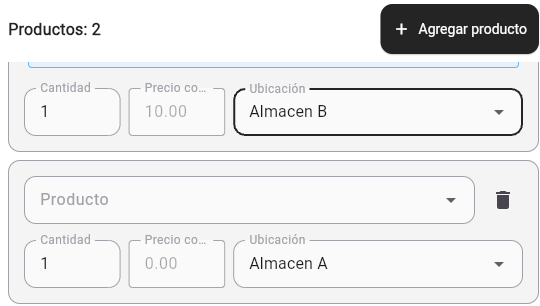 Productos: 2
+ Agregar producto
Cantidad
Precio co...
Ubicación
1
10.00
Almacen B
Producto
Cantidad
Precio co...
Ubicación
1
0.00
Almacen A